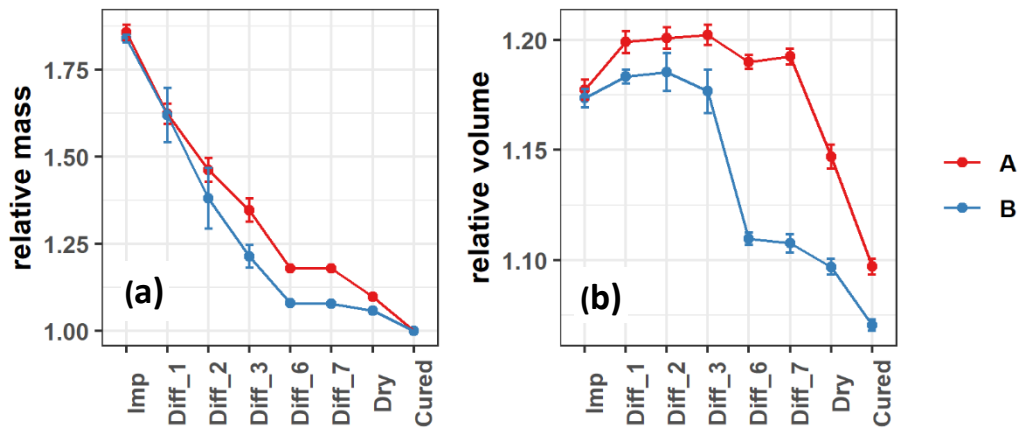 relative mass
1.75
1.50
1.25
1.00
(a)
Imp
Diff_1
Diff_2
Diff_3
Diff_6
Diff_7
Dry
Cured
relative volume
1.20
1.15
1.10
(b)
Imp
Diff_1
Diff_2
Diff_3
Diff_6
Diff_7
Dry
Cured
A
B